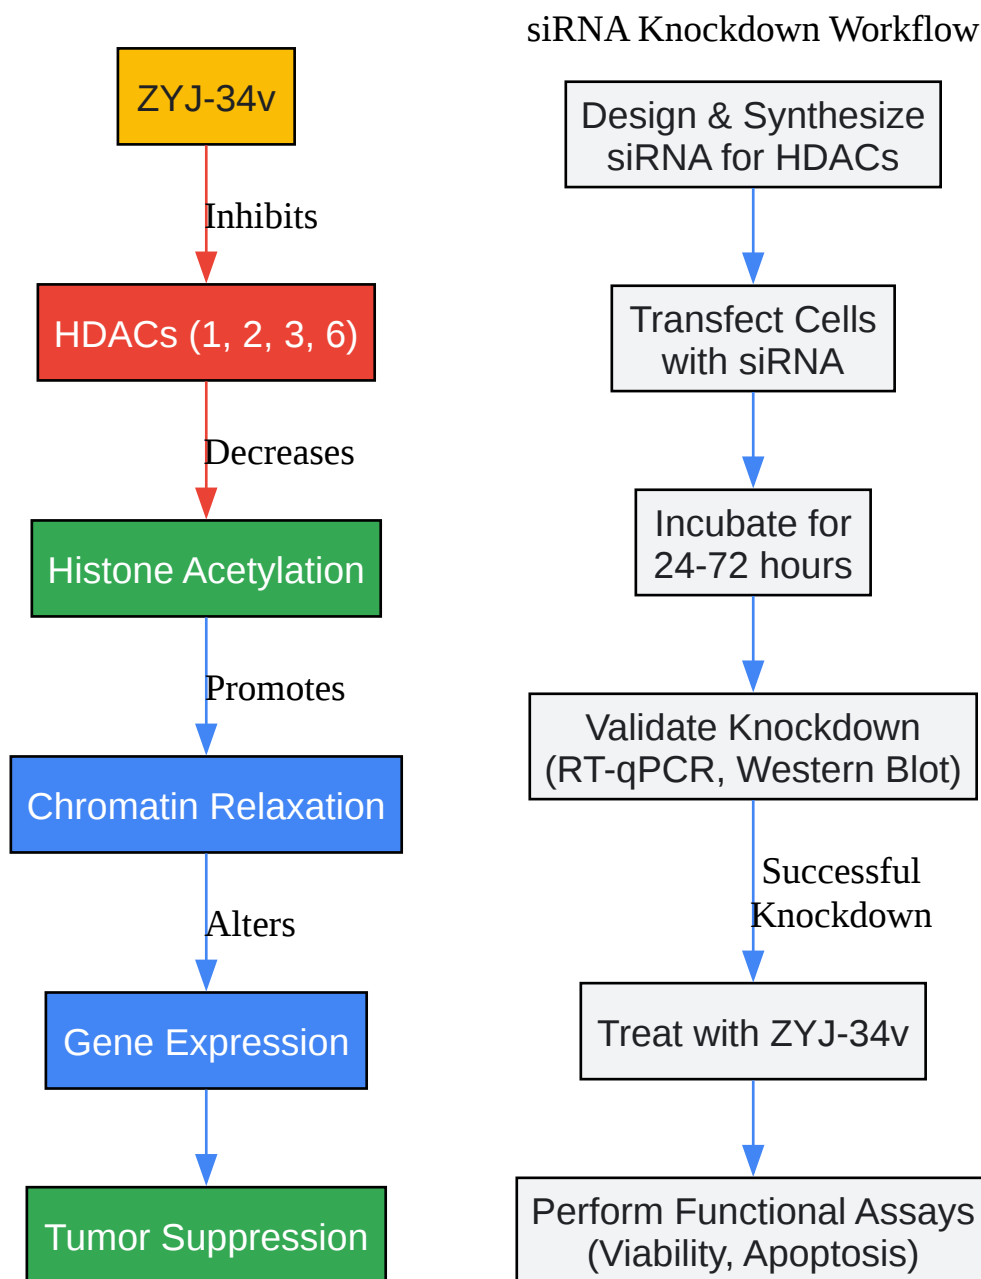 ZYJ-34v
Inhibits
HDACs (1, 2, 3, 6)
Decreases
Histone Acetylation
Promotes
Chromatin Relaxation
Alters
Gene Expression
Tumor Suppression
siRNA Knockdown Workflow
Design & Synthesize
siRNA for HDACs
Transfect Cells
with siRNA
Incubate for
24-72 hours
Validate Knockdown
(RT-qPCR, Western Blot)
Successful
Knockdown
Treat with ZYJ-34v
Perform Functional Assays
(Viability, Apoptosis)